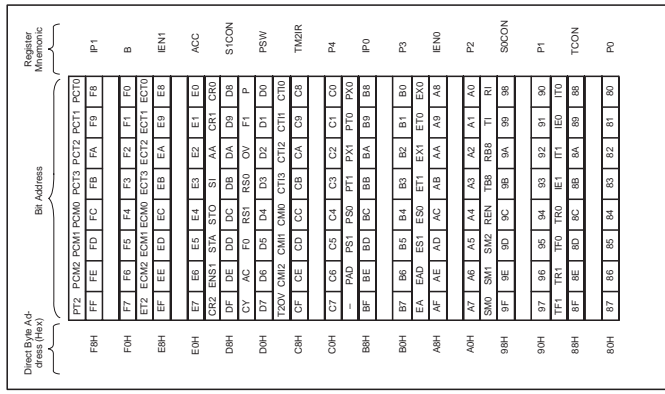 Direct Byte Ad-
dress (Hex)
Bit Address
Register
Mnemonic
PT2 PCM2 PCM1 PCM0 PCT3 PCT2 PCT1 PCT0
F8H FF FE FD FC FB FA F9 F8 IP1
F0H F7 F6 F5 F4 F3 F2 F1 F0 B
ET2 ECM2 ECM1 ECM0 ECT3 ECT2 ECT1 ECT0
E8H EF EE ED EC EB EA E9 E8 IEN1
E0H E7 E6 E5 E4 E3 E2 E1 E0 ACC
CR2 ENS1 STA STO SI AA CR1 CR0
D8H DF DE DD DC DB DA D9 D8 S1CON
CY AC F0 RS1 RS0 OV F1 P
D0H D7 D6 D5 D4 D3 D2 D1 D0 PSW
T2OV CMI2 CMI1 CMI0 CTI3 CTI2 CTI1 CTI0
C8H CF CE CD CC CB CA C9 C8 TM2IR
C0H C7 C6 C5 C4 C3 C2 C1 C0 P4
– PAD PS1 PS0 PT1 PX1 PT0 PX0
B8H BF BE BD BC BB BA B9 B8 IP0
B0H B7 B6 B5 B4 B3 B2 B1 B0 P3
EA EAD ES1 ES0 ET1 EX1 ET0 EX0
A8H AF AE AD AC AB AA A9 A8 IEN0
A0H A7 A6 A5 A4 A3 A2 A1 A0 P2
SM0 SM1 SM2 REN TB8 RB8 TI RI
98H 9F 9E 9D 9C 9B 9A 99 98 S0CON
90H 97 96 95 94 93 92 91 90 P1
TF1 TR1 TF0 TR0 IE1 IT1 IE0 IT0
88H 8F 8E 8D 8C 8B 8A 89 88 TCON
80H 87 86 85 84 83 82 81 80 P0